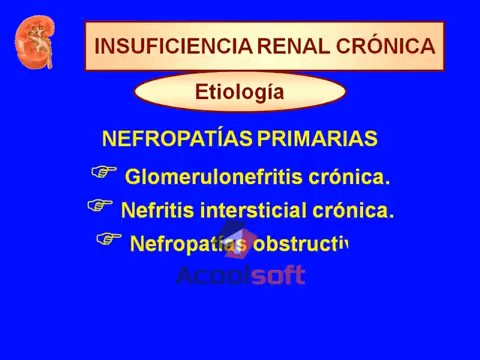 INSUFICIENCIA RENAL CRÓNICA
Etiología
NEFROPATÍAS PRIMARIAS
☞ Glomerulonefritis crónica.
☞ Nefritis intersticial crónica.
☞ Nefropatías obstructiv
Acoolsoft